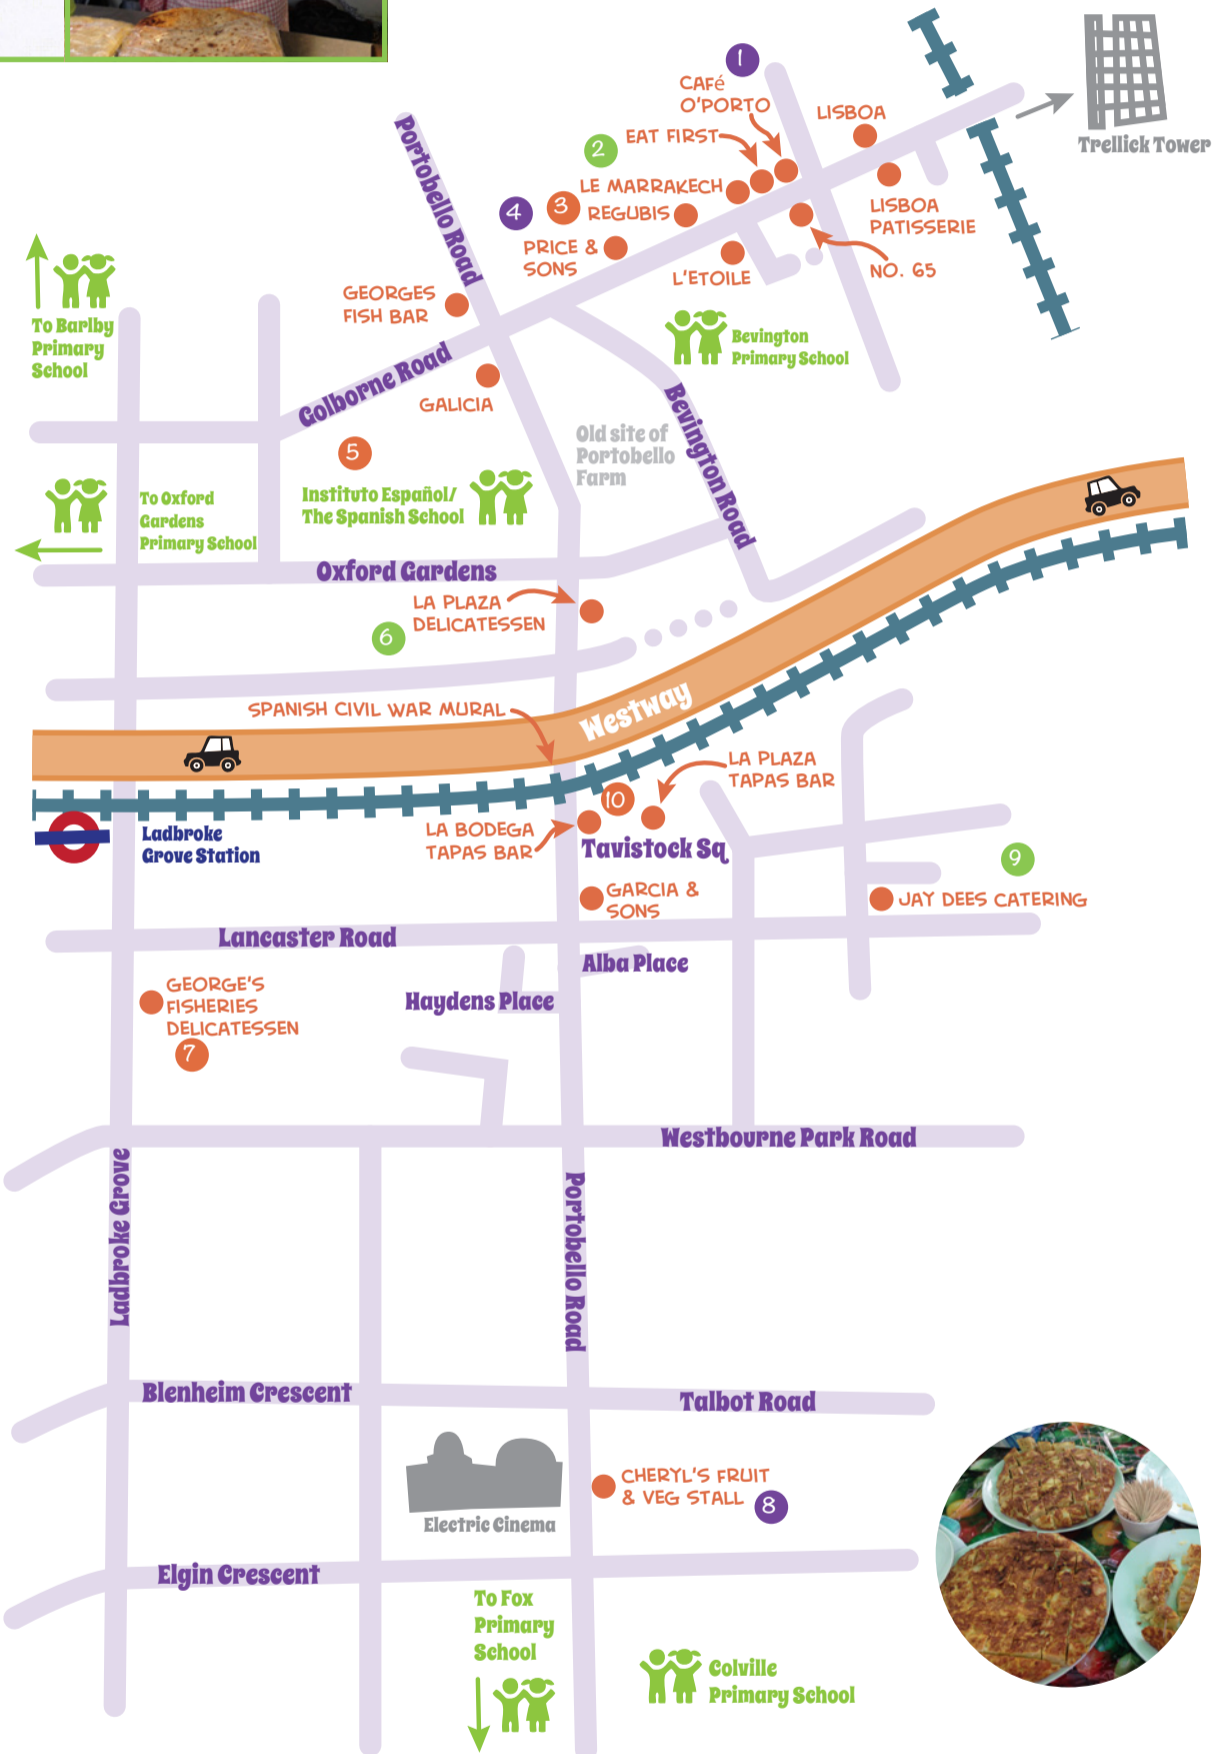 1
CAFé
O'PORTO
LISBOA
EAT FIRST
2
Trellick Tower
LE MARRAKECH
4
3
REGUBIS
LISBOA
PATISSERIE
PRICE &
SONS
L'ETOILE
NO. 65
Portobello Road
GEORGES
FISH BAR
To Barlby
Primary
School
Bevington
Primary School
Golborne Road
GALICIA
Bevington Road
Old site of
Portobello
Farm
5
Instituto Español/
The Spanish School
To Oxford
Gardens
Primary School
Oxford Gardens
LA PLAZA
DELICATESSEN
6
SPANISH CIVIL WAR MURAL
Westway
LA PLAZA
TAPAS BAR
10
Ladbroke
Grove Station
LA BODEGA
TAPAS BAR
Tavistock Sq
9
GARCIA &
SONS
JAY DEES CATERING
Lancaster Road
Alba Place
GEORGE'S
FISHERIES
DELICATESSEN
Haydens Place
7
Westbourne Park Road
Ladbroke Grove
Portobello Road
Blenheim Crescent
Talbot Road
CHERYL'S FRUIT
& VEG STALL
8
Electric Cinema
Elgin Crescent
To Fox
Primary
School
Colville
Primary School